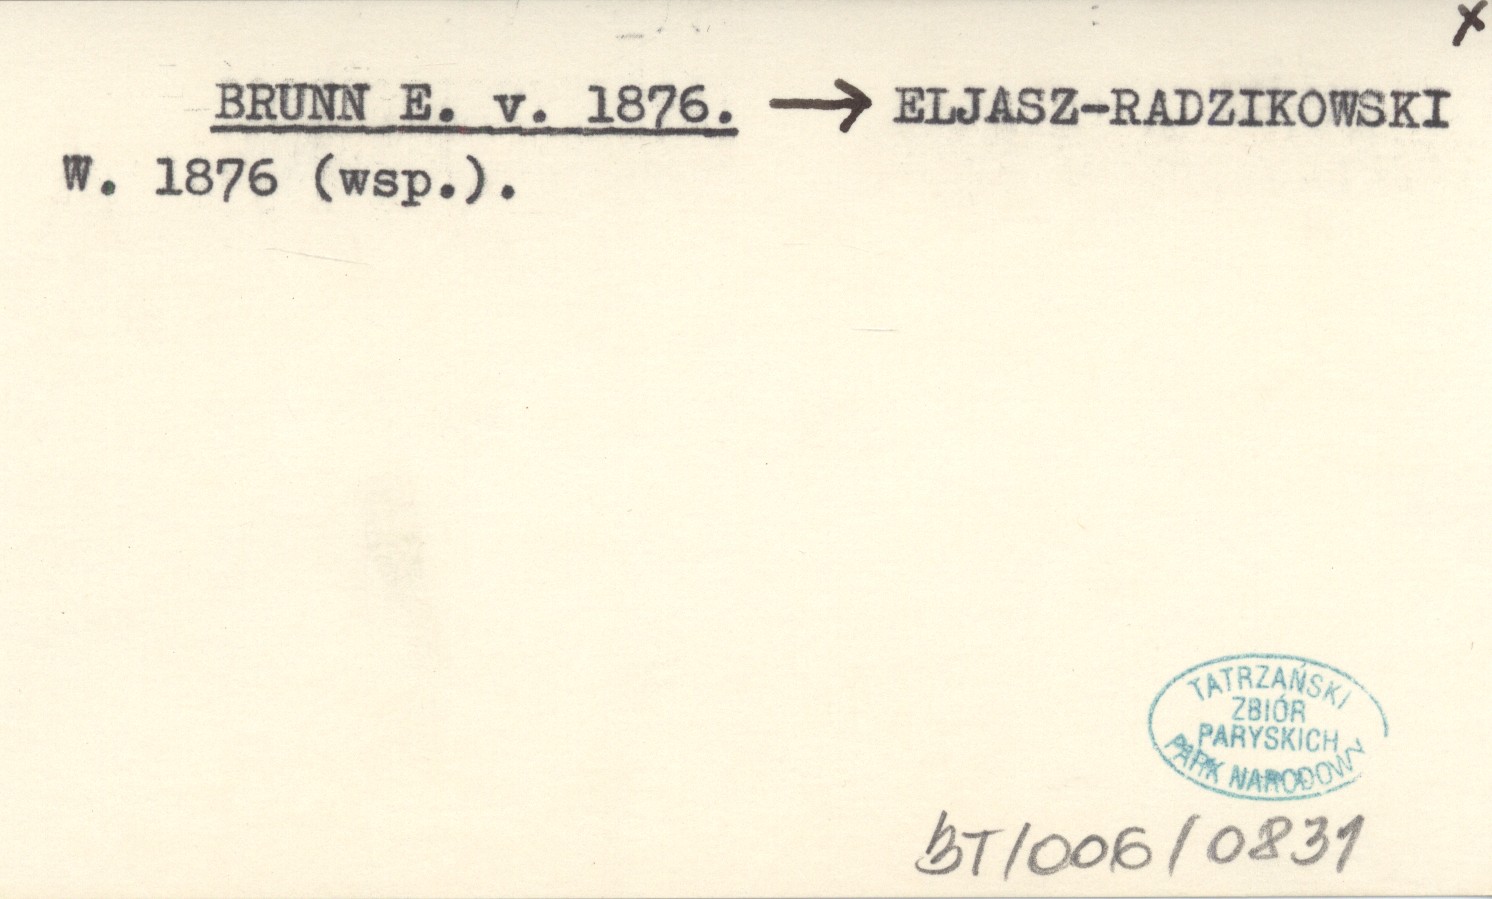 x
BRUNN E. v. 1876. → ELJASZ-RADZIKOWSKI
W. 1876 (wsp.).
TATRZAŃSKI
ZBIÓR
PARYSKICH
PARK NARODOWY
BT/006/0831